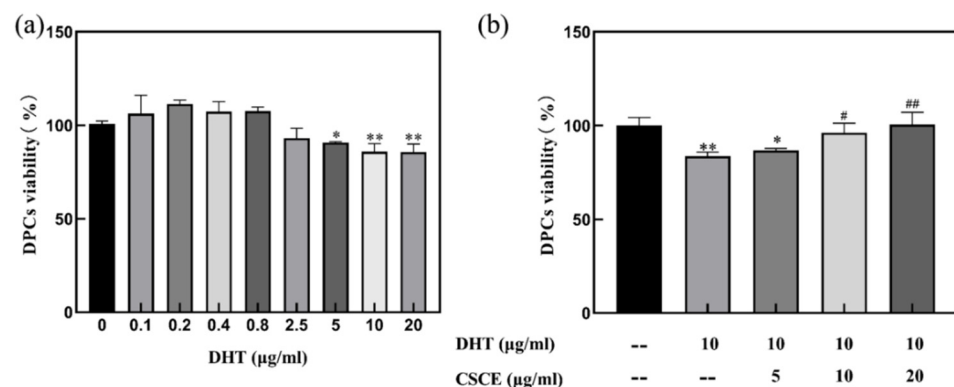 (a)
150
100
50
0
DPCs viability（ %）
* ** **
0 0.1 0.2 0.4 0.8 2.5 5 10 20
DHT (μg/ml)
(b)
150
100
50
0
DPCs viability（ %）
** * # ##
DHT (μg/ml) -- 10 10 10 10
CSCE (μg/ml) -- -- 5 10 20